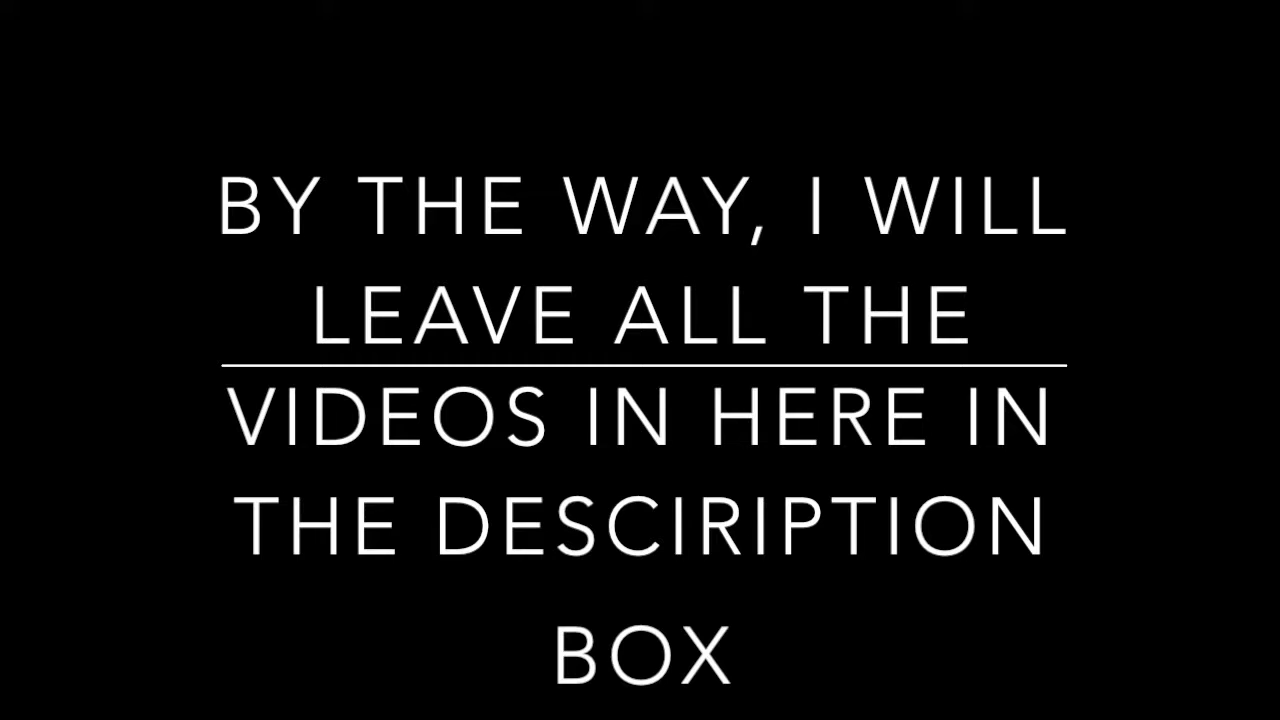 BY THE WAY, I WILL
LEAVE ALL THE
VIDEOS IN HERE IN
THE DESCIRIPTION
BOX